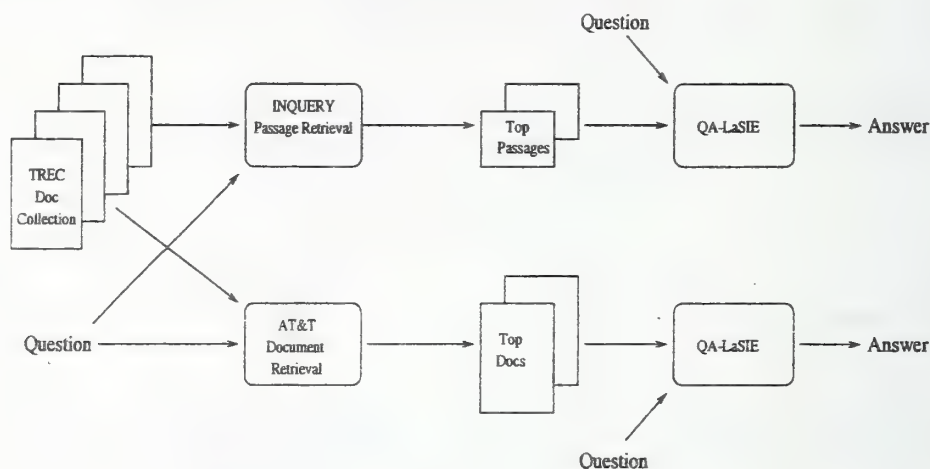 Question
INQUERY
Passage Retrieval
Top
Passages
QA-LaSIE
Answer
TREC
Doc
Collection
Question
AT&T
Document
Retrieval
Top
Docs
QA-LaSIE
Answer
Question